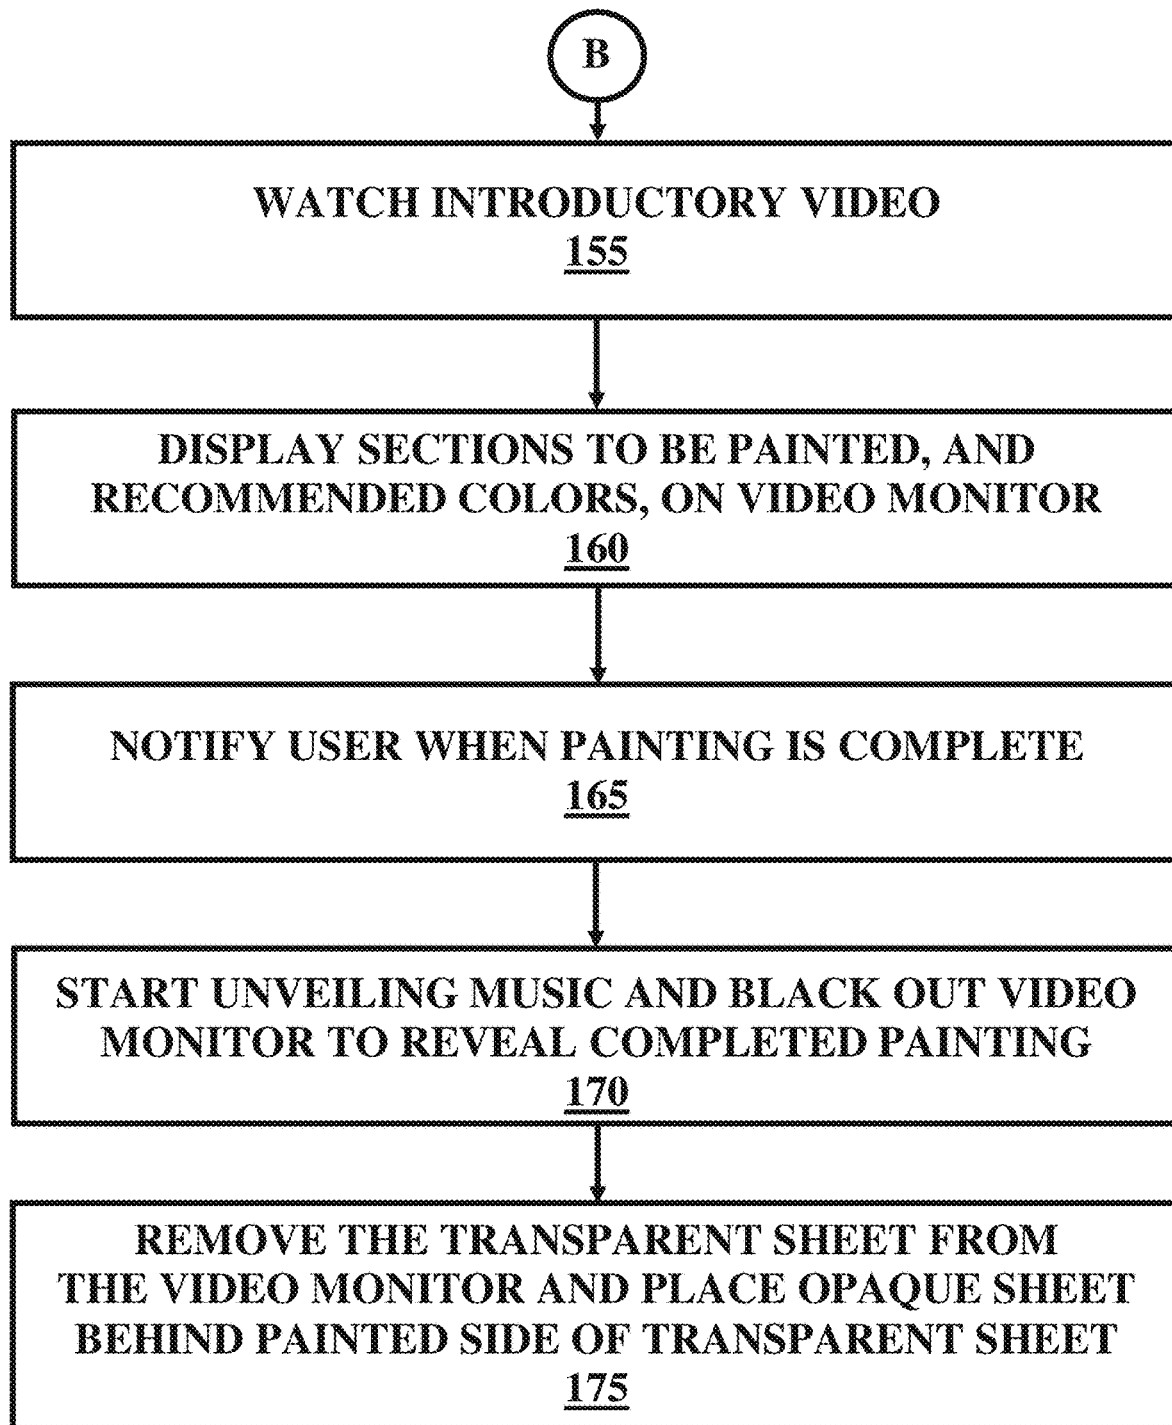 B
WATCH INTRODUCTORY VIDEO
155
DISPLAY SECTIONS TO BE PAINTED, AND
RECOMMENDED COLORS, ON VIDEO MONITOR
160
NOTIFY USER WHEN PAINTING IS COMPLETE
165
START UNVEILING MUSIC AND BLACK OUT VIDEO
MONITOR TO REVEAL COMPLETED PAINTING
170
REMOVE THE TRANSPARENT SHEET FROM
THE VIDEO MONITOR AND PLACE OPAQUE SHEET
BEHIND PAINTED SIDE OF TRANSPARENT SHEET
175